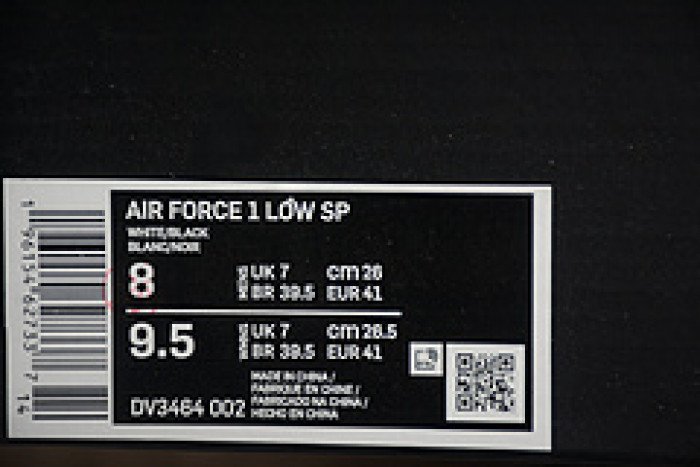 AIR FORCE 1 LOW SP
WHITE/BLACK
BLANC/NOIR
8 UK 7 cm 26
BR 39.5 EUR 41
9.5 UK 7 cm 26.5
BR 39.5 EUR 41
MADE IN CHINA /
FABRIQUE EN CHINE /
FABRICADO NA CHINA /
HECHO EN CHINA
DV3464 002